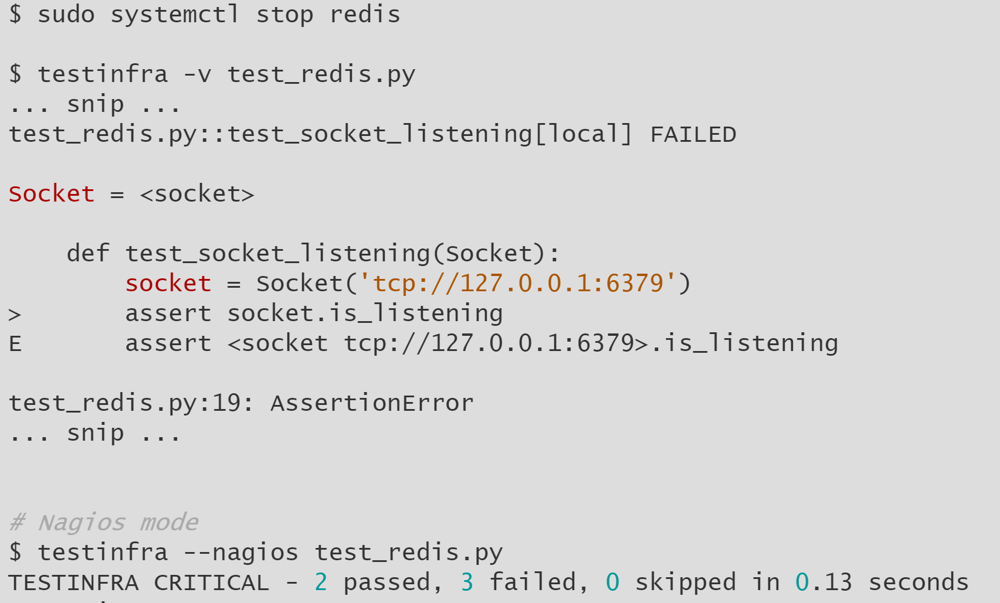 $ sudo systemctl stop redis
$ testinfra -v test_redis.py
... snip ...
test_redis.py::test_socket_listening[local] FAILED
Socket = <socket>
def test_socket_listening(Socket):
socket = Socket('tcp://127.0.0.1:6379')
> assert socket.is_listening
E assert <socket tcp://127.0.0.1:6379>.is_listening
test_redis.py:19: AssertionError
... snip ...
# Nagios mode
$ testinfra --nagios test_redis.py
TESTINFRA CRITICAL - 2 passed, 3 failed, 0 skipped in 0.13 seconds